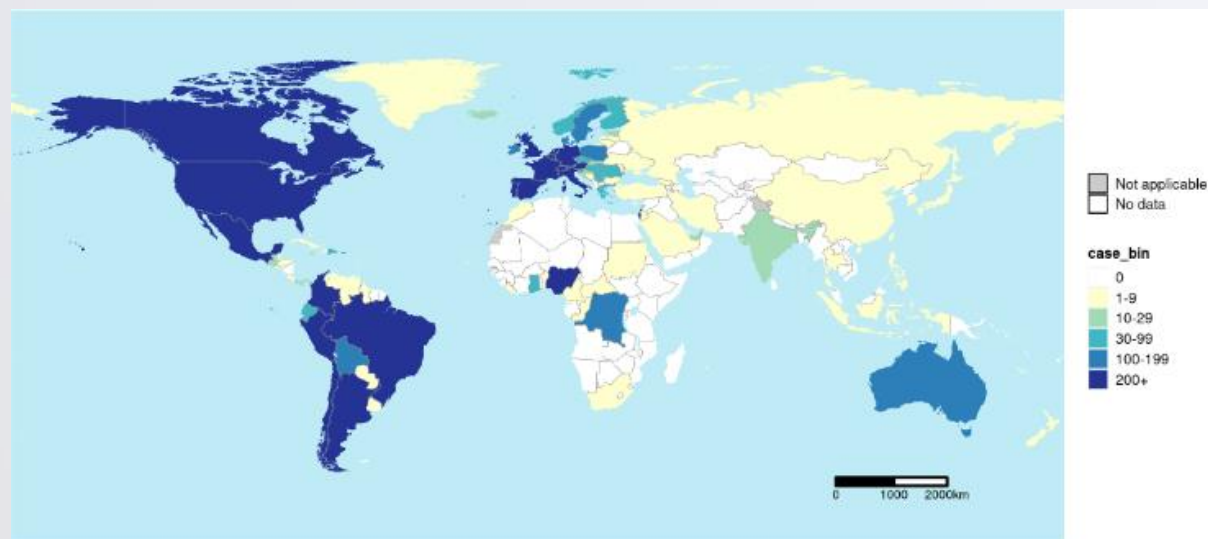 Not applicable
No data
case_bin
0
1-9
10-29
30-99
100-199
200+
0 1000 2000km